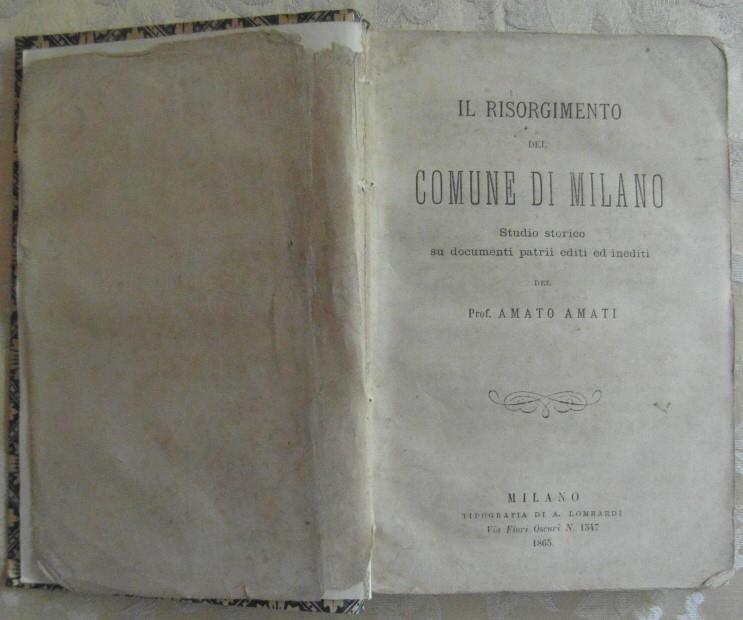 IL RISORGIMENTO
DEL
COMUNE DI MILANO
Studio storico
su documenti patrii editi ed inediti
DEL
Prof. AMATO AMATI
MILANO
TIPOGRAFIA DI A. LOMBARDI
Via Fiori Oscuri N. 1547
1865.